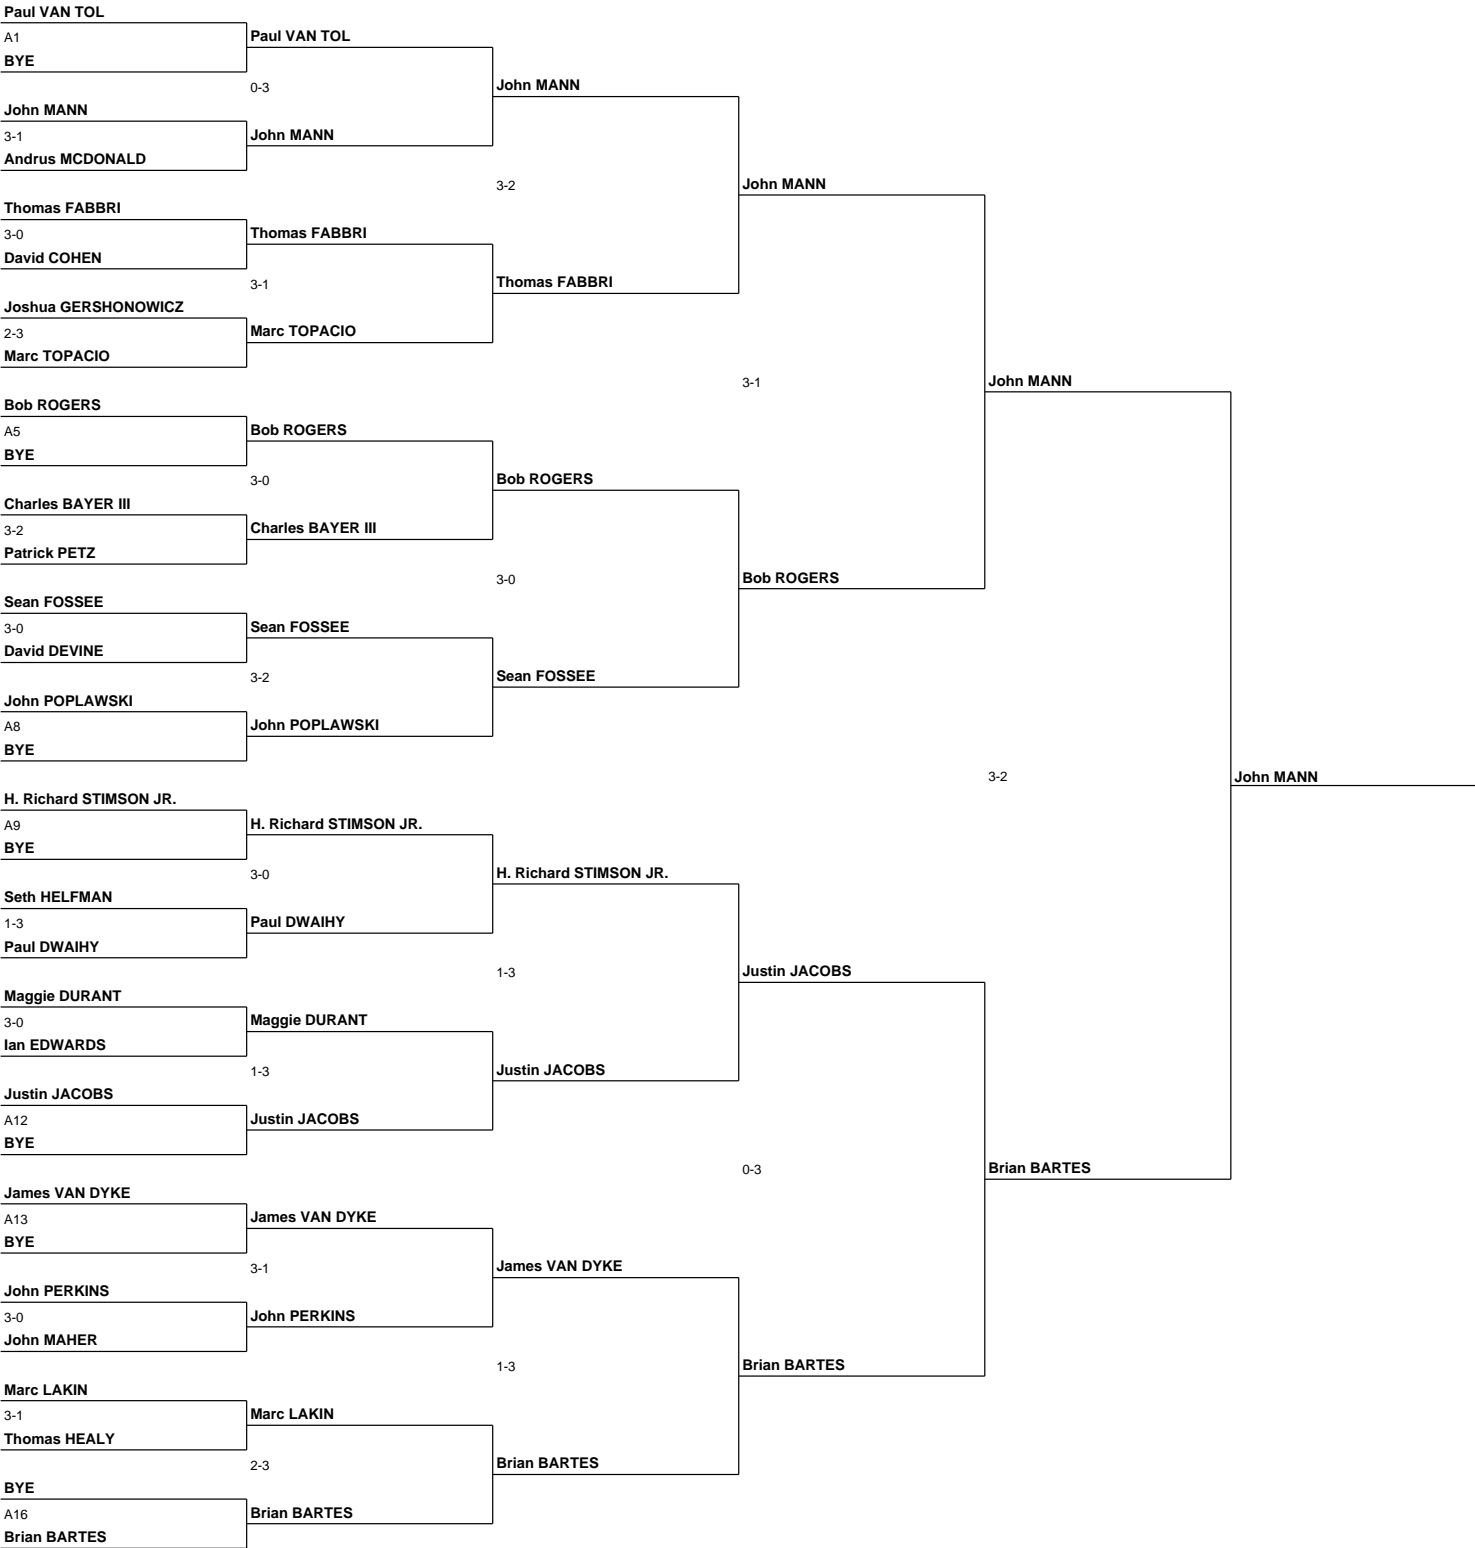 Paul VAN TOL
A1
BYE
Paul VAN TOL
0-3
John MANN
John MANN
3-1
Andrus MCDONALD
John MANN
3-2
John MANN
Thomas FABBRI
3-0
David COHEN
Thomas FABBRI
3-1
Thomas FABBRI
Joshua GERSHONOWICZ
2-3
Marc TOPACIO
Marc TOPACIO
3-1
John MANN
Bob ROGERS
A5
BYE
Bob ROGERS
3-0
Bob ROGERS
Charles BAYER III
3-2
Patrick PETZ
Charles BAYER III
3-0
Bob ROGERS
Sean FOSSEE
3-0
David DEVINE
Sean FOSSEE
3-2
Sean FOSSEE
John POPLAWSKI
A8
BYE
John POPLAWSKI
3-2
John MANN
H. Richard STIMSON JR.
A9
BYE
H. Richard STIMSON JR.
3-0
H. Richard STIMSON JR.
Seth HELFMAN
1-3
Paul DWAIHY
Paul DWAIHY
1-3
Justin JACOBS
Maggie DURANT
3-0
Ian EDWARDS
Maggie DURANT
1-3
Justin JACOBS
Justin JACOBS
A12
BYE
Justin JACOBS
0-3
Brian BARTES
James VAN DYKE
A13
BYE
James VAN DYKE
3-1
James VAN DYKE
John PERKINS
3-0
John MAHER
John PERKINS
1-3
Brian BARTES
Marc LAKIN
3-1
Thomas HEALY
Marc LAKIN
2-3
Brian BARTES
BYE
A16
Brian BARTES
Brian BARTES